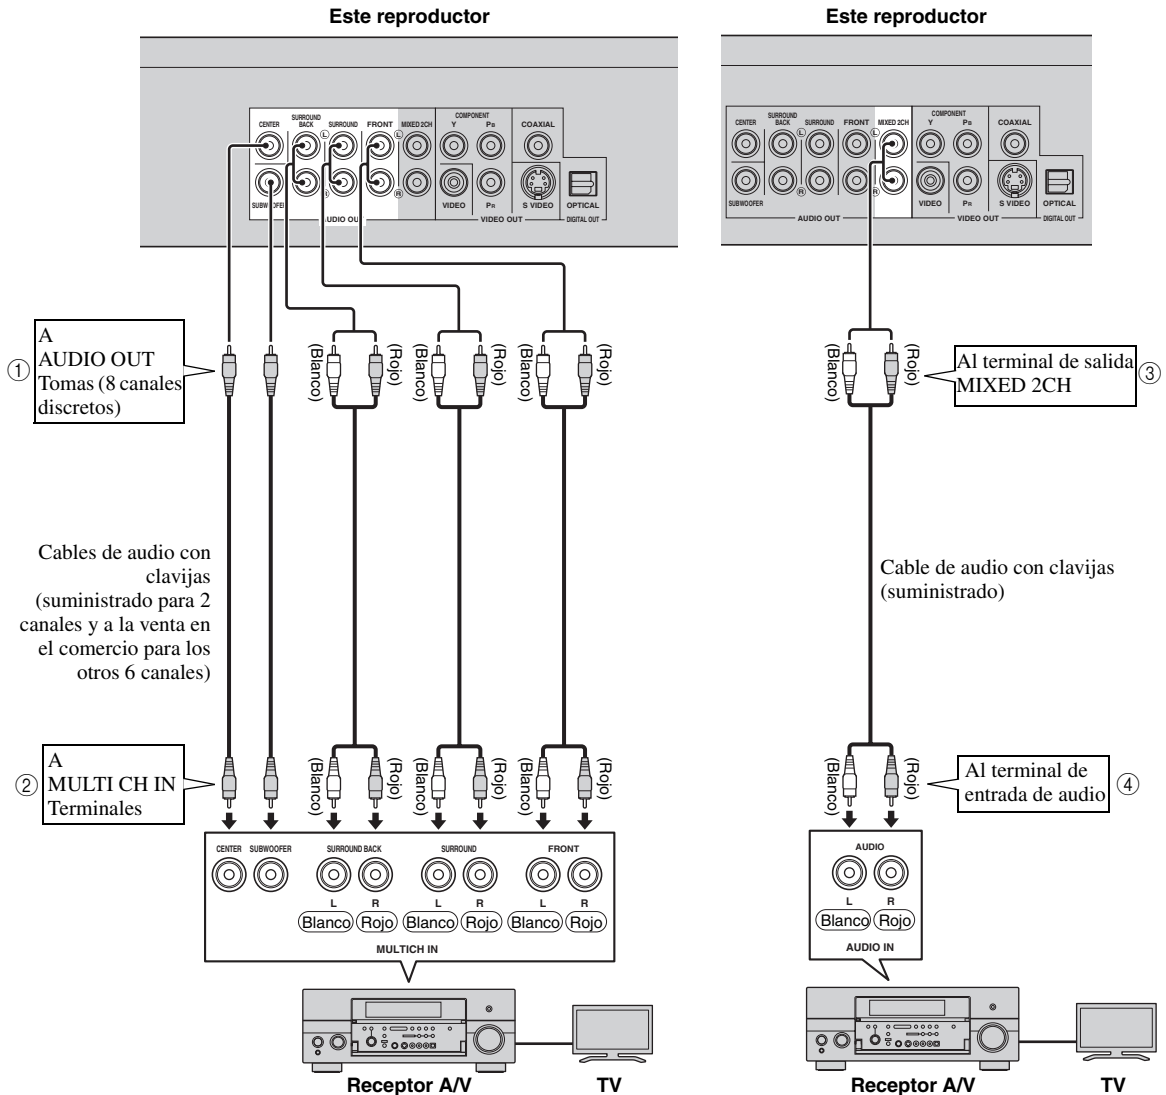 Este reproductor
CENTER
SURROUND
BACK
L
SURROUND
FRONT
L
MIXED 2CH
COMPONENT
Y
PB
COAXIAL
SUBWOOFER
R
R
VIDEO
PR
S VIDEO
OPTICAL
AUDIO OUT
VIDEO OUT
DIGITAL OUT
①
A
AUDIO OUT
Tomas (8 canales
discretos)
(Blanco)
(Rojo)
(Blanco)
(Rojo)
(Blanco)
(Rojo)
Cables de audio con
clavijas
(suministrado para 2
canales y a la venta en
el comercio para los
otros 6 canales)
②
A
MULTI CH IN
Terminales
(Blanco)
(Rojo)
(Blanco)
(Rojo)
(Blanco)
(Rojo)
CENTER
SUBWOOFER
SURROUND BACK
SURROUND
FRONT
L
R
L
R
L
R
Blanco
Rojo
Blanco
Rojo
Blanco
Rojo
MULTICH IN
Receptor A/V
TV
Este reproductor
CENTER
SURROUND
BACK
L
SURROUND
FRONT
L
MIXED 2CH
COMPONENT
Y
PB
COAXIAL
SUBWOOFER
R
R
VIDEO
PR
S VIDEO
OPTICAL
AUDIO OUT
VIDEO OUT
DIGITAL OUT
(Blanco)
(Rojo)
Al terminal de salida
MIXED 2CH
③
Cable de audio con clavijas
(suministrado)
(Blanco)
(Rojo)
Al terminal de
entrada de audio
④
AUDIO
L
R
Blanco
Rojo
AUDIO IN
Receptor A/V
TV